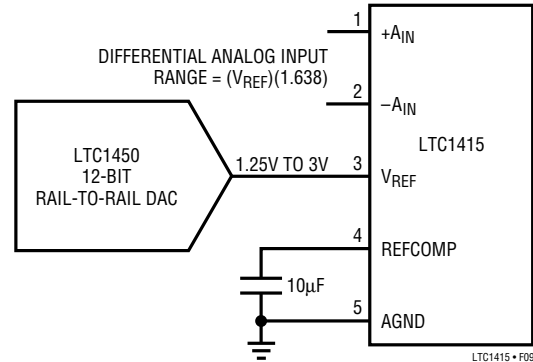 1
+AIN
DIFFERENTIAL ANALOG INPUT
RANGE = (VREF)(1.638)
2
–AIN
LTC1415
LTC1450
12-BIT
RAIL-TO-RAIL DAC
1.25V TO 3V
3
VREF
4
REFCOMP
10µF
5
AGND
LTC1415 • F09